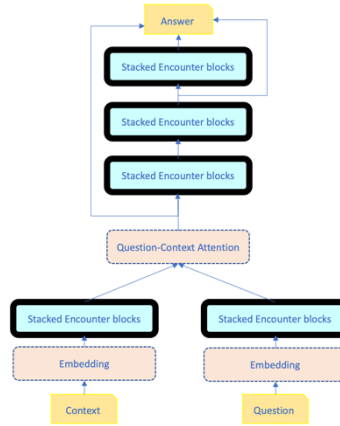 Answer
Stacked Encounter blocks
Stacked Encounter blocks
Stacked Encounter blocks
Question-Context Attention
Stacked Encounter blocks
Stacked Encounter blocks
Embedding
Embedding
Context
Question